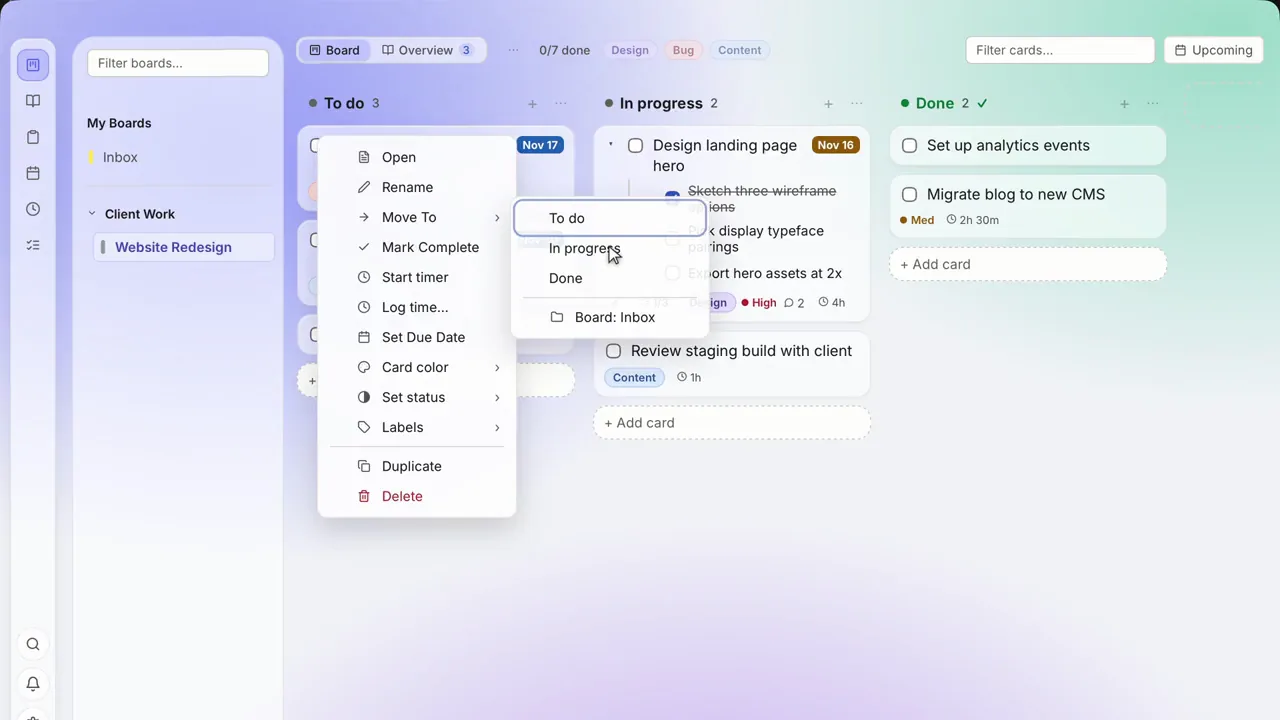 Filter boards...
My Boards
Inbox
Client Work
Website Redesign
Board
Overview 3
0/7 done
Design
Bug
Content
Filter cards...
Upcoming
To do 3
Nov 17
Open
Rename
Move To
Mark Complete
Start timer
Log time...
Set Due Date
Card color
Set status
Labels
Duplicate
Delete
To do
In progress
Done
Board: Inbox
In progress 2
Design landing page
hero
Nov 16
Sketch three wireframe
display typeface
pairings
Export hero assets at 2x
High
2
4h
Review staging build with client
Content
1h
+ Add card
Done 2
Set up analytics events
Migrate blog to new CMS
Med
2h 30m
+ Add card